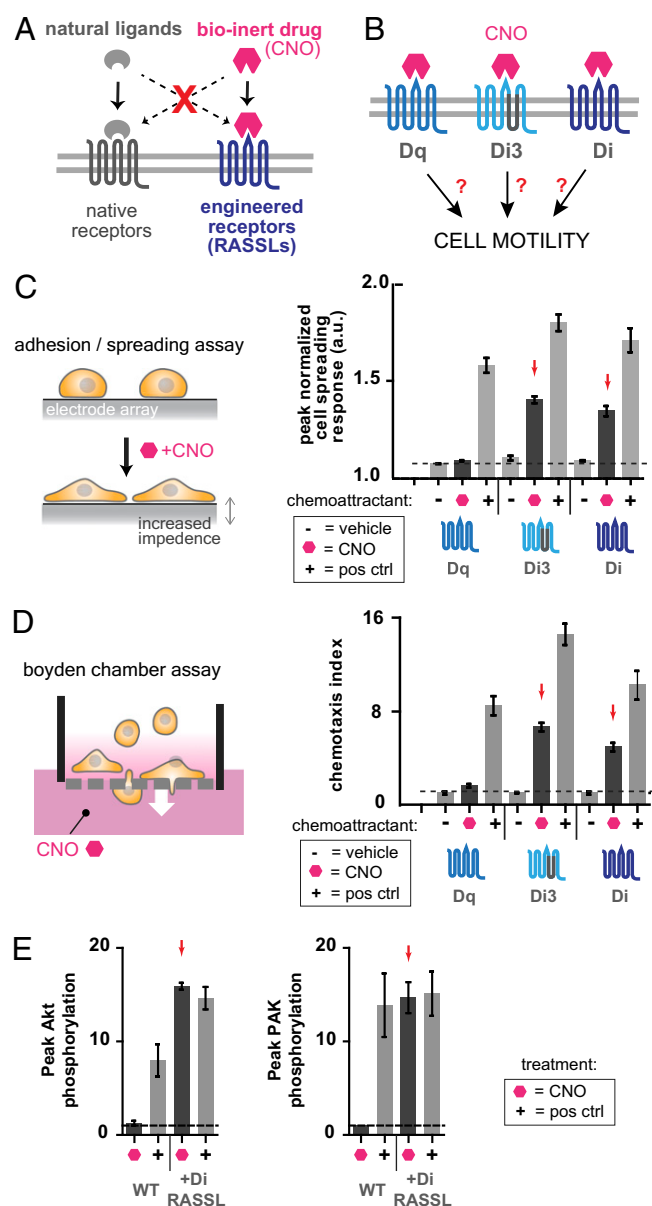 A
natural ligands
bio-inert drug
(CNO)
X
native
receptors
engineered
receptors
(RASSLs)
B
CNO
Dq
Di3
Di
?
?
?
CELL MOTILITY
C
adhesion / spreading assay
electrode array
+CNO
increased
impedence
peak normalized
cell spreading
response (a.u.)
2.0
1.5
1.0
chemoattractant:
- + - + - +
- = vehicle
= CNO
+ = pos ctrl
Dq
Di3
Di
D
boyden chamber assay
CNO
chemotaxis index
16
8
0
chemoattractant:
- + - + - +
- = vehicle
= CNO
+ = pos ctrl
Dq
Di3
Di
E
Peak Akt
phosphorylation
20
10
0
+ +
WT
+Di
RASSL
Peak PAK
phosphorylation
20
10
0
+ +
WT
+Di
RASSL
treatment:
= CNO
+ = pos ctrl